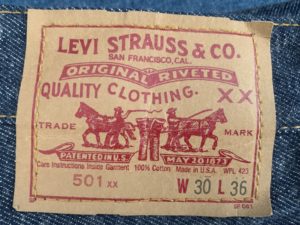 LEVI STRAUSS & CO.
SAN FRANCISCO, CAL.
ORIGINAL RIVETED
QUALITY CLOTHING.
XX
TRADE MARK
PATENTED IN U.S. MAY 20 1873
Care Instructions Inside Garment 100% Cotton Made in U.S.A. WPL 423
501 XX
W 30 L 36